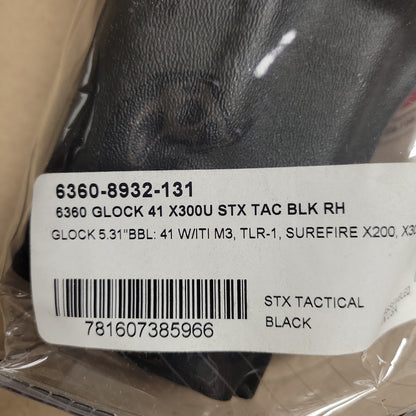 6360-8932-131
6360 GLOCK 41 X300U STX TAC BLK RH
GLOCK 5.31"BBL: 41 W/ITI M3, TLR-1, SUREFIRE X200, X30
STX TACTICAL
BLACK
781607385966